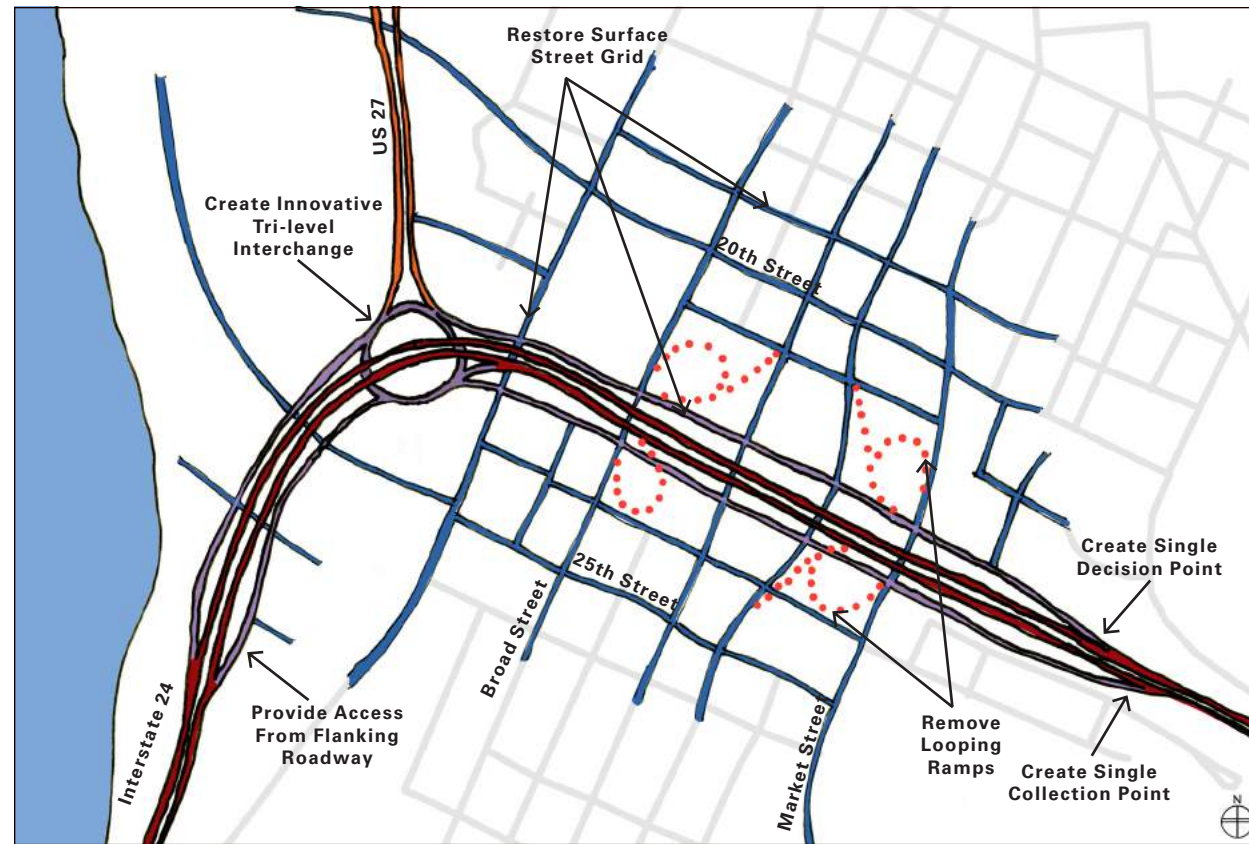 Restore Surface
Street Grid
US 27
Create Innovative
Tri-level
Interchange
20th Street
25th Street
Broad Street
Create Single
Decision Point
Interstate 24
Provide Access
From Flanking
Roadway
Market Street
Remove
Looping
Ramps
Create Single
Collection Point
N